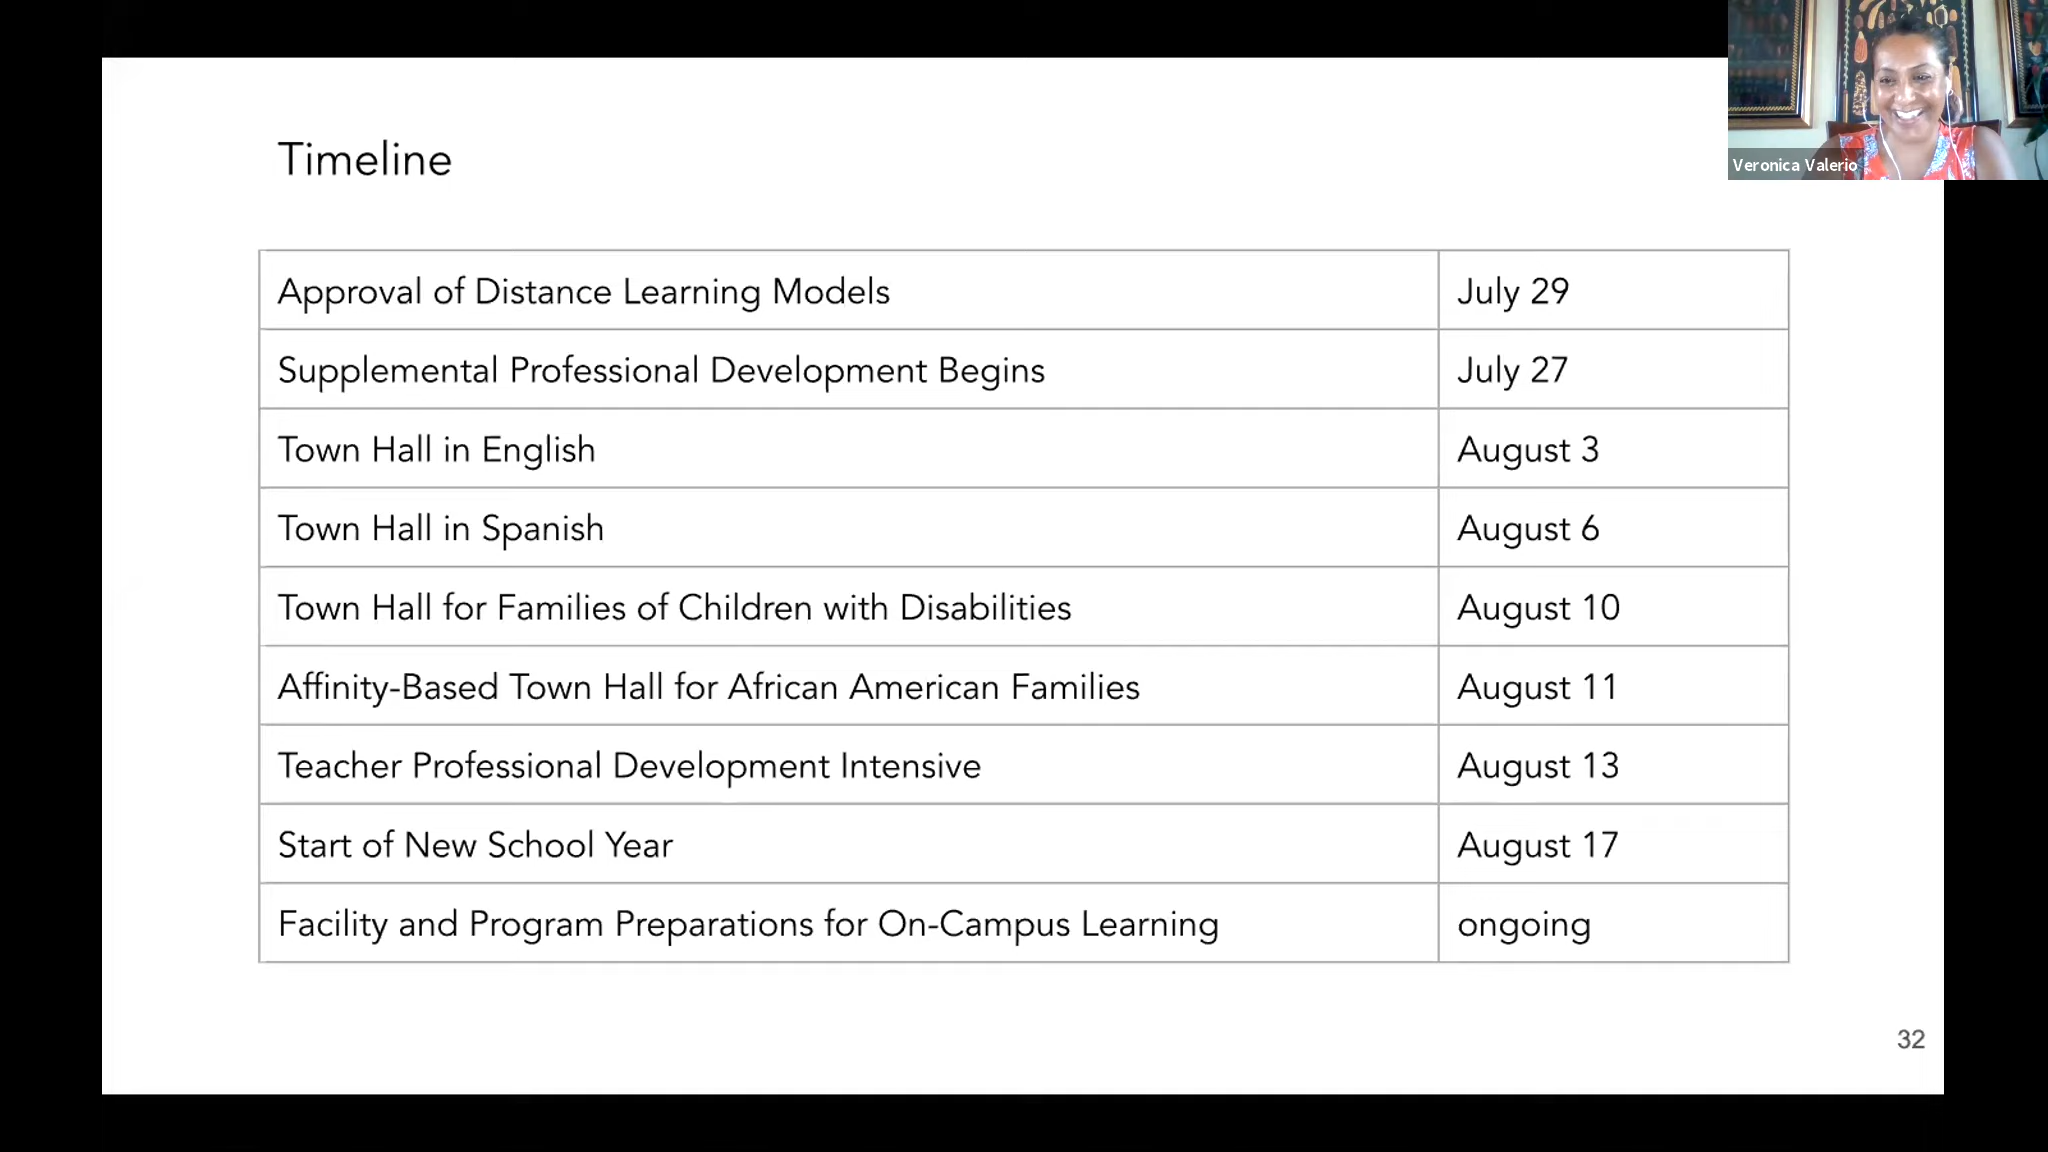 Timeline
Veronica Valerio
Approval of Distance Learning Models July 29
Supplemental Professional Development Begins July 27
Town Hall in English August 3
Town Hall in Spanish August 6
Town Hall for Families of Children with Disabilities August 10
Affinity-Based Town Hall for African American Families August 11
Teacher Professional Development Intensive August 13
Start of New School Year August 17
Facility and Program Preparations for On-Campus Learning ongoing
32